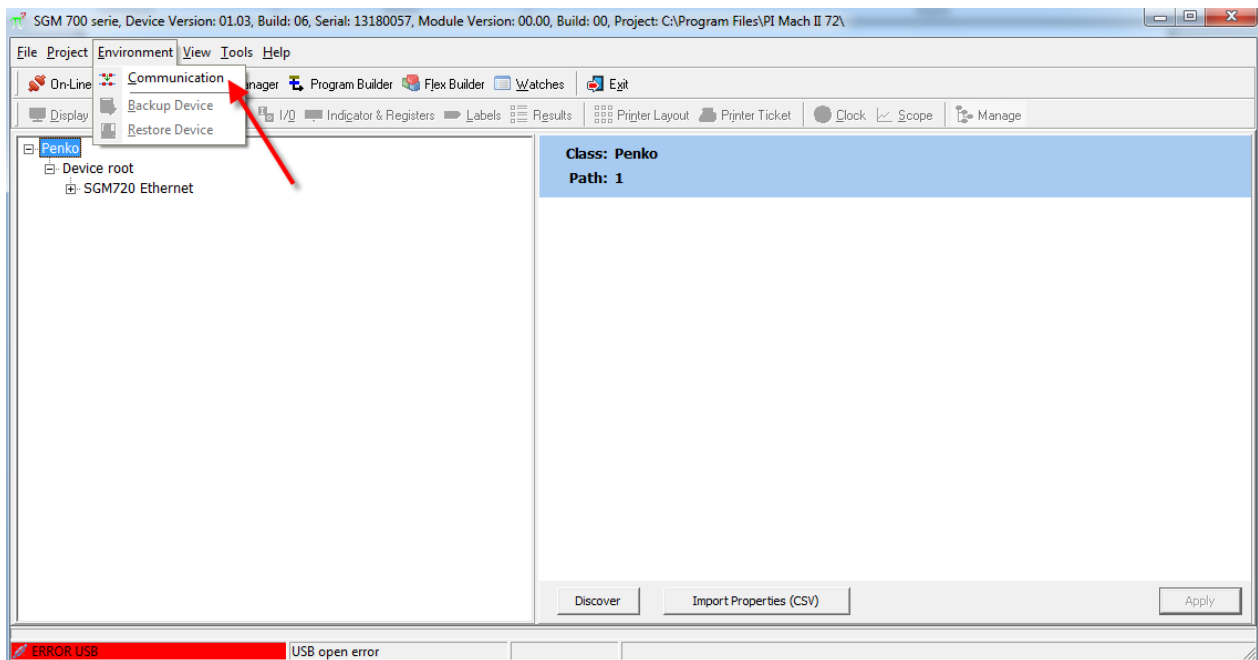 SGM 700 serie, Device Version: 01.03, Build: 06, Serial: 13180057, Module Version: 00.00, Build: 00, Project: C:\Program Files\PI Mach II 72\
File Project Environment View Tools Help
On-Line nager Program Builder Flex Builder Watches Exit
Communication
Display I/O Indicator & Registers Labels Results Printer Layout Printer Ticket Clock Scope Manage
Backup Device
Restore Device
Penko
Device root
SGM720 Ethernet
Class: Penko
Path: 1
Discover Import Properties (CSV) Apply
ERROR USB USB open error